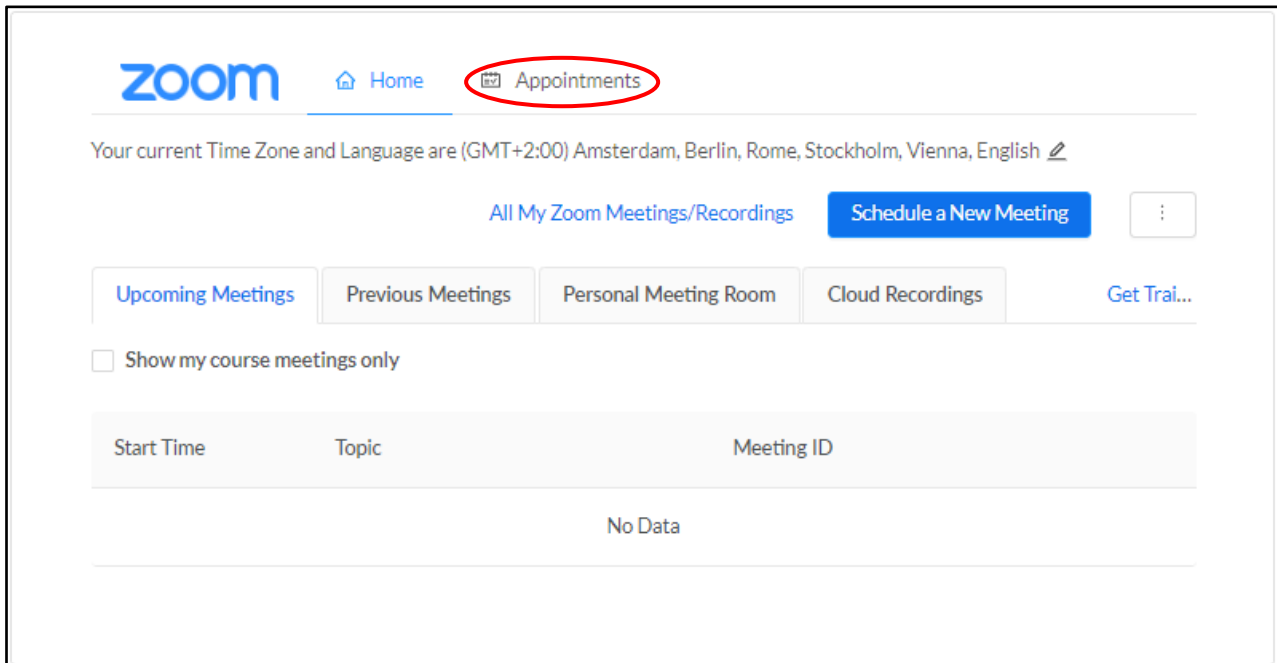 zoom Home Appointments
Your current Time Zone and Language are (GMT+2:00) Amsterdam, Berlin, Rome, Stockholm, Vienna, English
All My Zoom Meetings/Recordings Schedule a New Meeting
Upcoming Meetings Previous Meetings Personal Meeting Room Cloud Recordings Get Trai...
Show my course meetings only
Start Time Topic Meeting ID
No Data